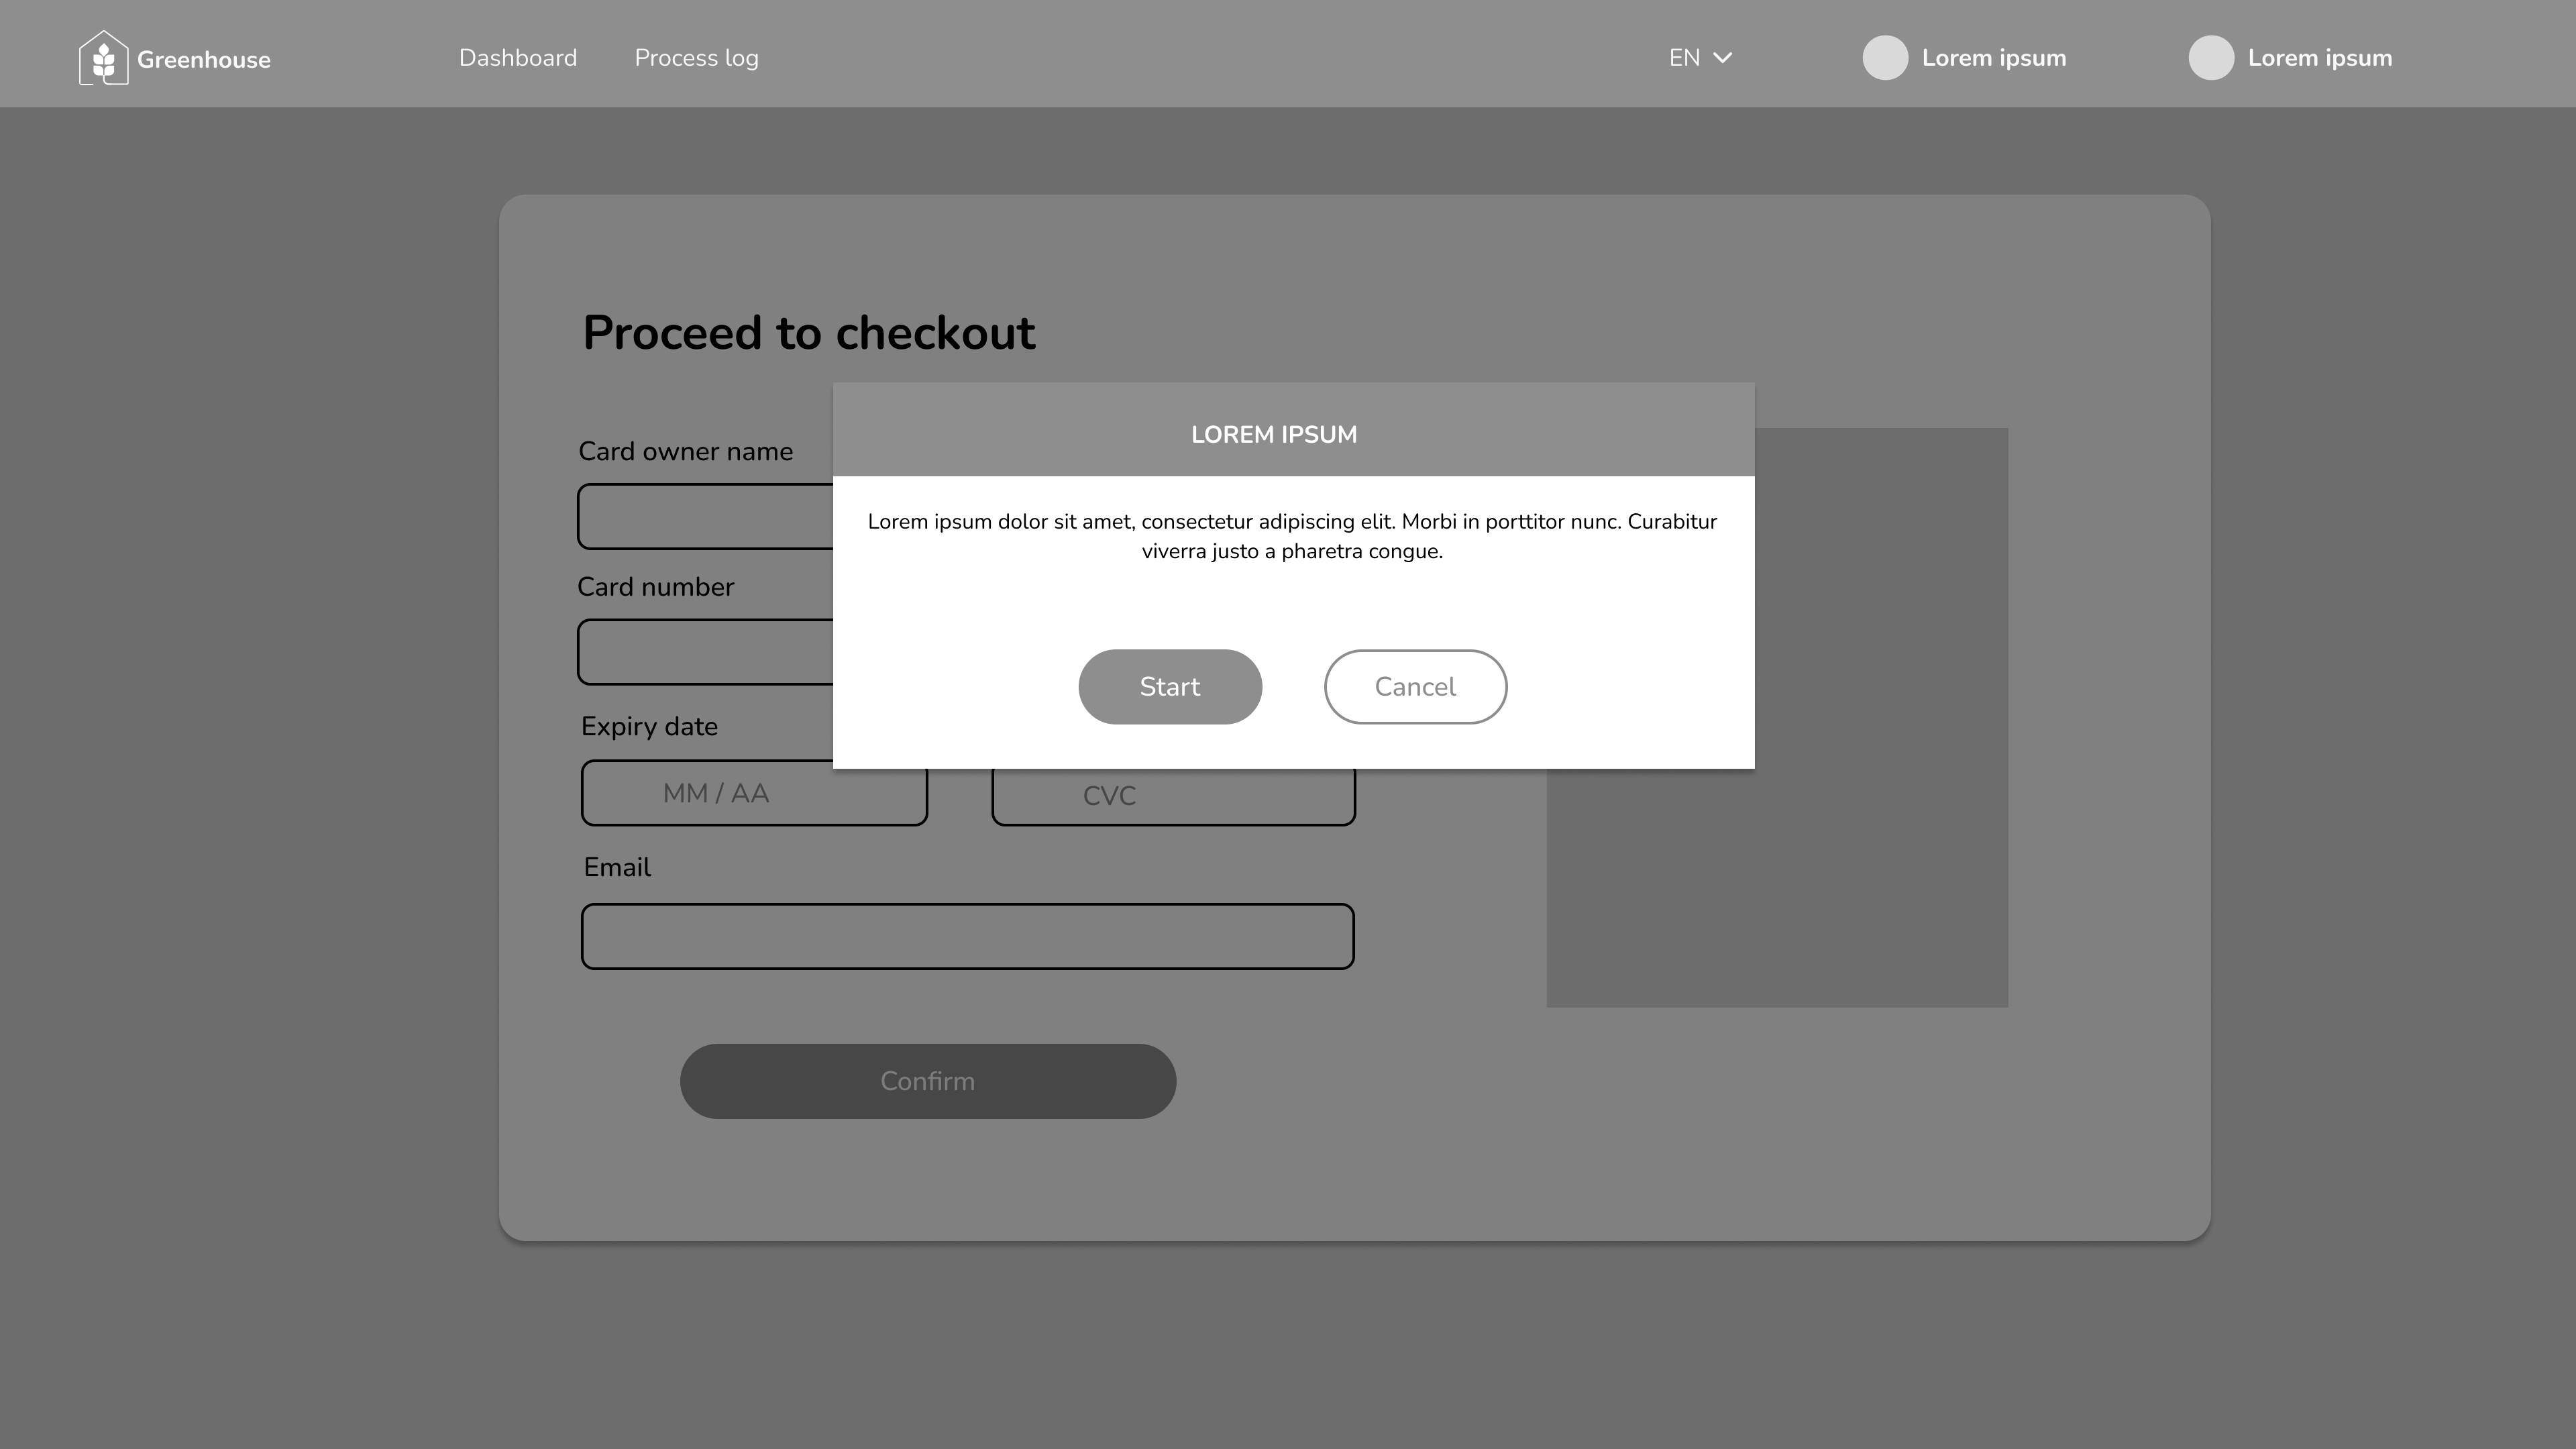 Greenhouse
Dashboard
Process log
EN
Lorem ipsum
Lorem ipsum
Proceed to checkout
LOREM IPSUM
Lorem ipsum dolor sit amet, consectetur adipiscing elit. Morbi in porttitor nunc. Curabitur
viverra justo a pharetra congue.
Start
Cancel
Card owner name
Card number
Expiry date
MM / AA
CVC
Email
Confirm